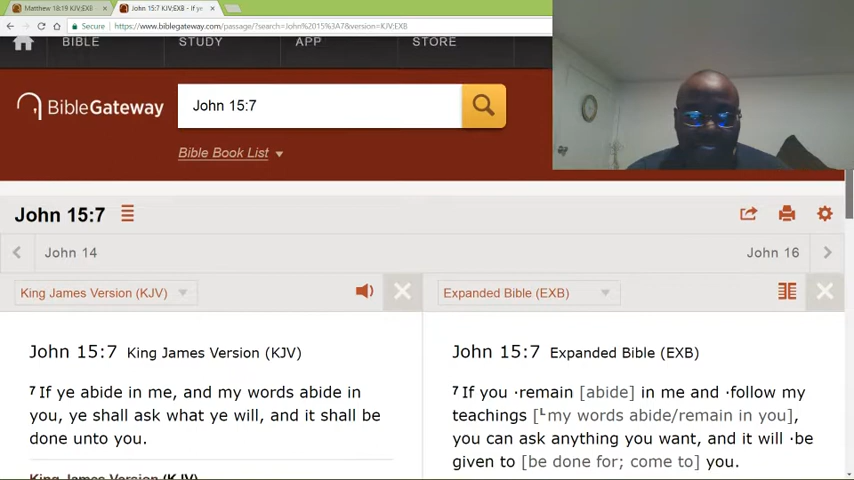 Matthew 18:19 KJV;EXB -
John 15:7 KJV;EXB - If ye
Secure
https://www.biblegateway.com/passage/?search=John%2015%3A7&version=KJV;EXB
BIBLE
STUDY
APP
STORE
BibleGateway
John 15:7
Bible Book List
John 15:7
John 14
John 16
King James Version (KJV)
Expanded Bible (EXB)
John 15:7 King James Version (KJV)
7 If ye abide in me, and my words abide in
you, ye shall ask what ye will, and it shall be
done unto you.
King James Version (KJV)
John 15:7 Expanded Bible (EXB)
7 If you ·remain [abide] in me and ·follow my
teachings [Lmy words abide/remain in you],
you can ask anything you want, and it will ·be
given to [be done for; come to] you.